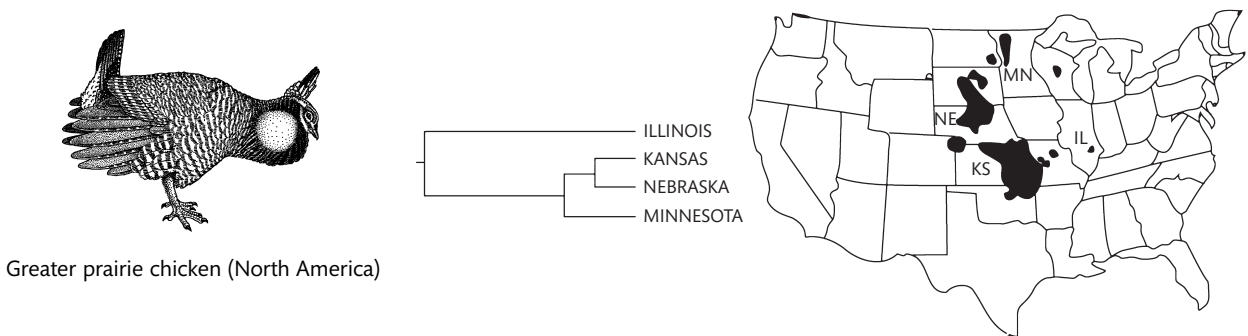 Greater prairie chicken (North America)
ILLINOIS
KANSAS
NEBRASKA
MINNESOTA
MN
NE
IL
KS